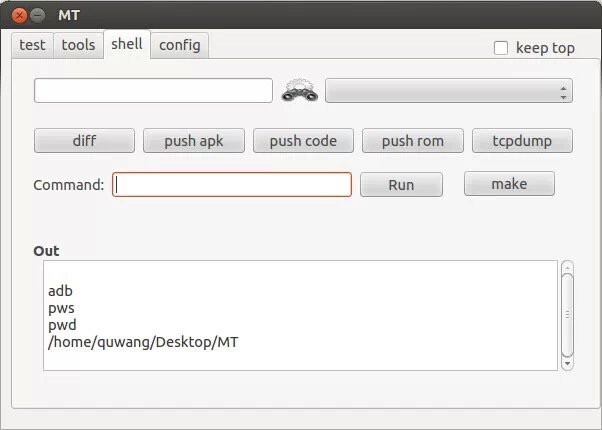 MT
test tools shell config keep top
diff push apk push code push rom tcpdump
Command: Run make
Out
adb
pws
pwd
/home/quwang/Desktop/MT